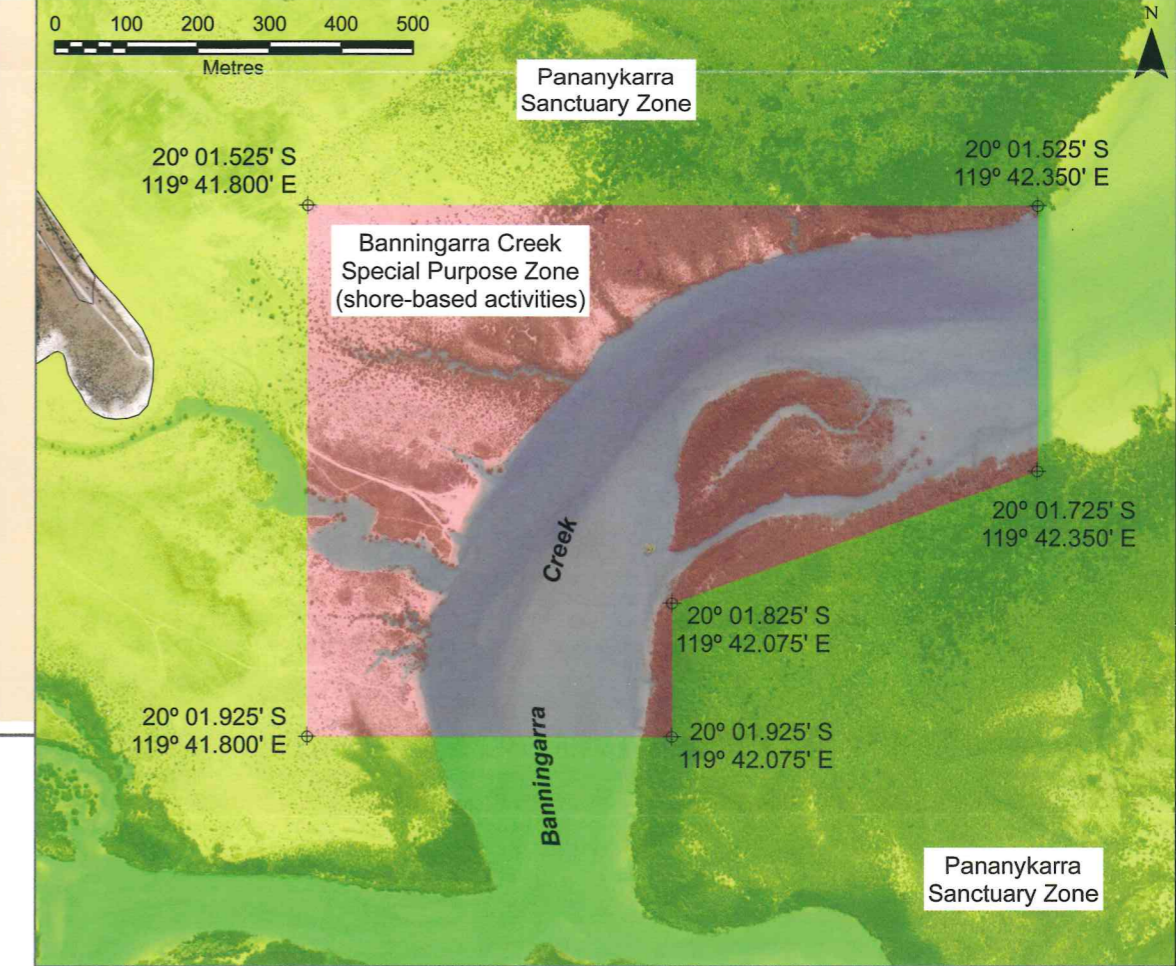 0 100 200 300 400 500
Metres
N
Pananykarra
Sanctuary Zone
20º 01.525' S
119º 41.800' E
20º 01.525' S
119º 42.350' E
Banningarra Creek
Special Purpose Zone
(shore-based activities)
20º 01.725' S
119º 42.350' E
Creek
20º 01.825' S
119º 42.075' E
20º 01.925' S
119º 41.800' E
Banningarra
20º 01.925' S
119º 42.075' E
Pananykarra
Sanctuary Zone